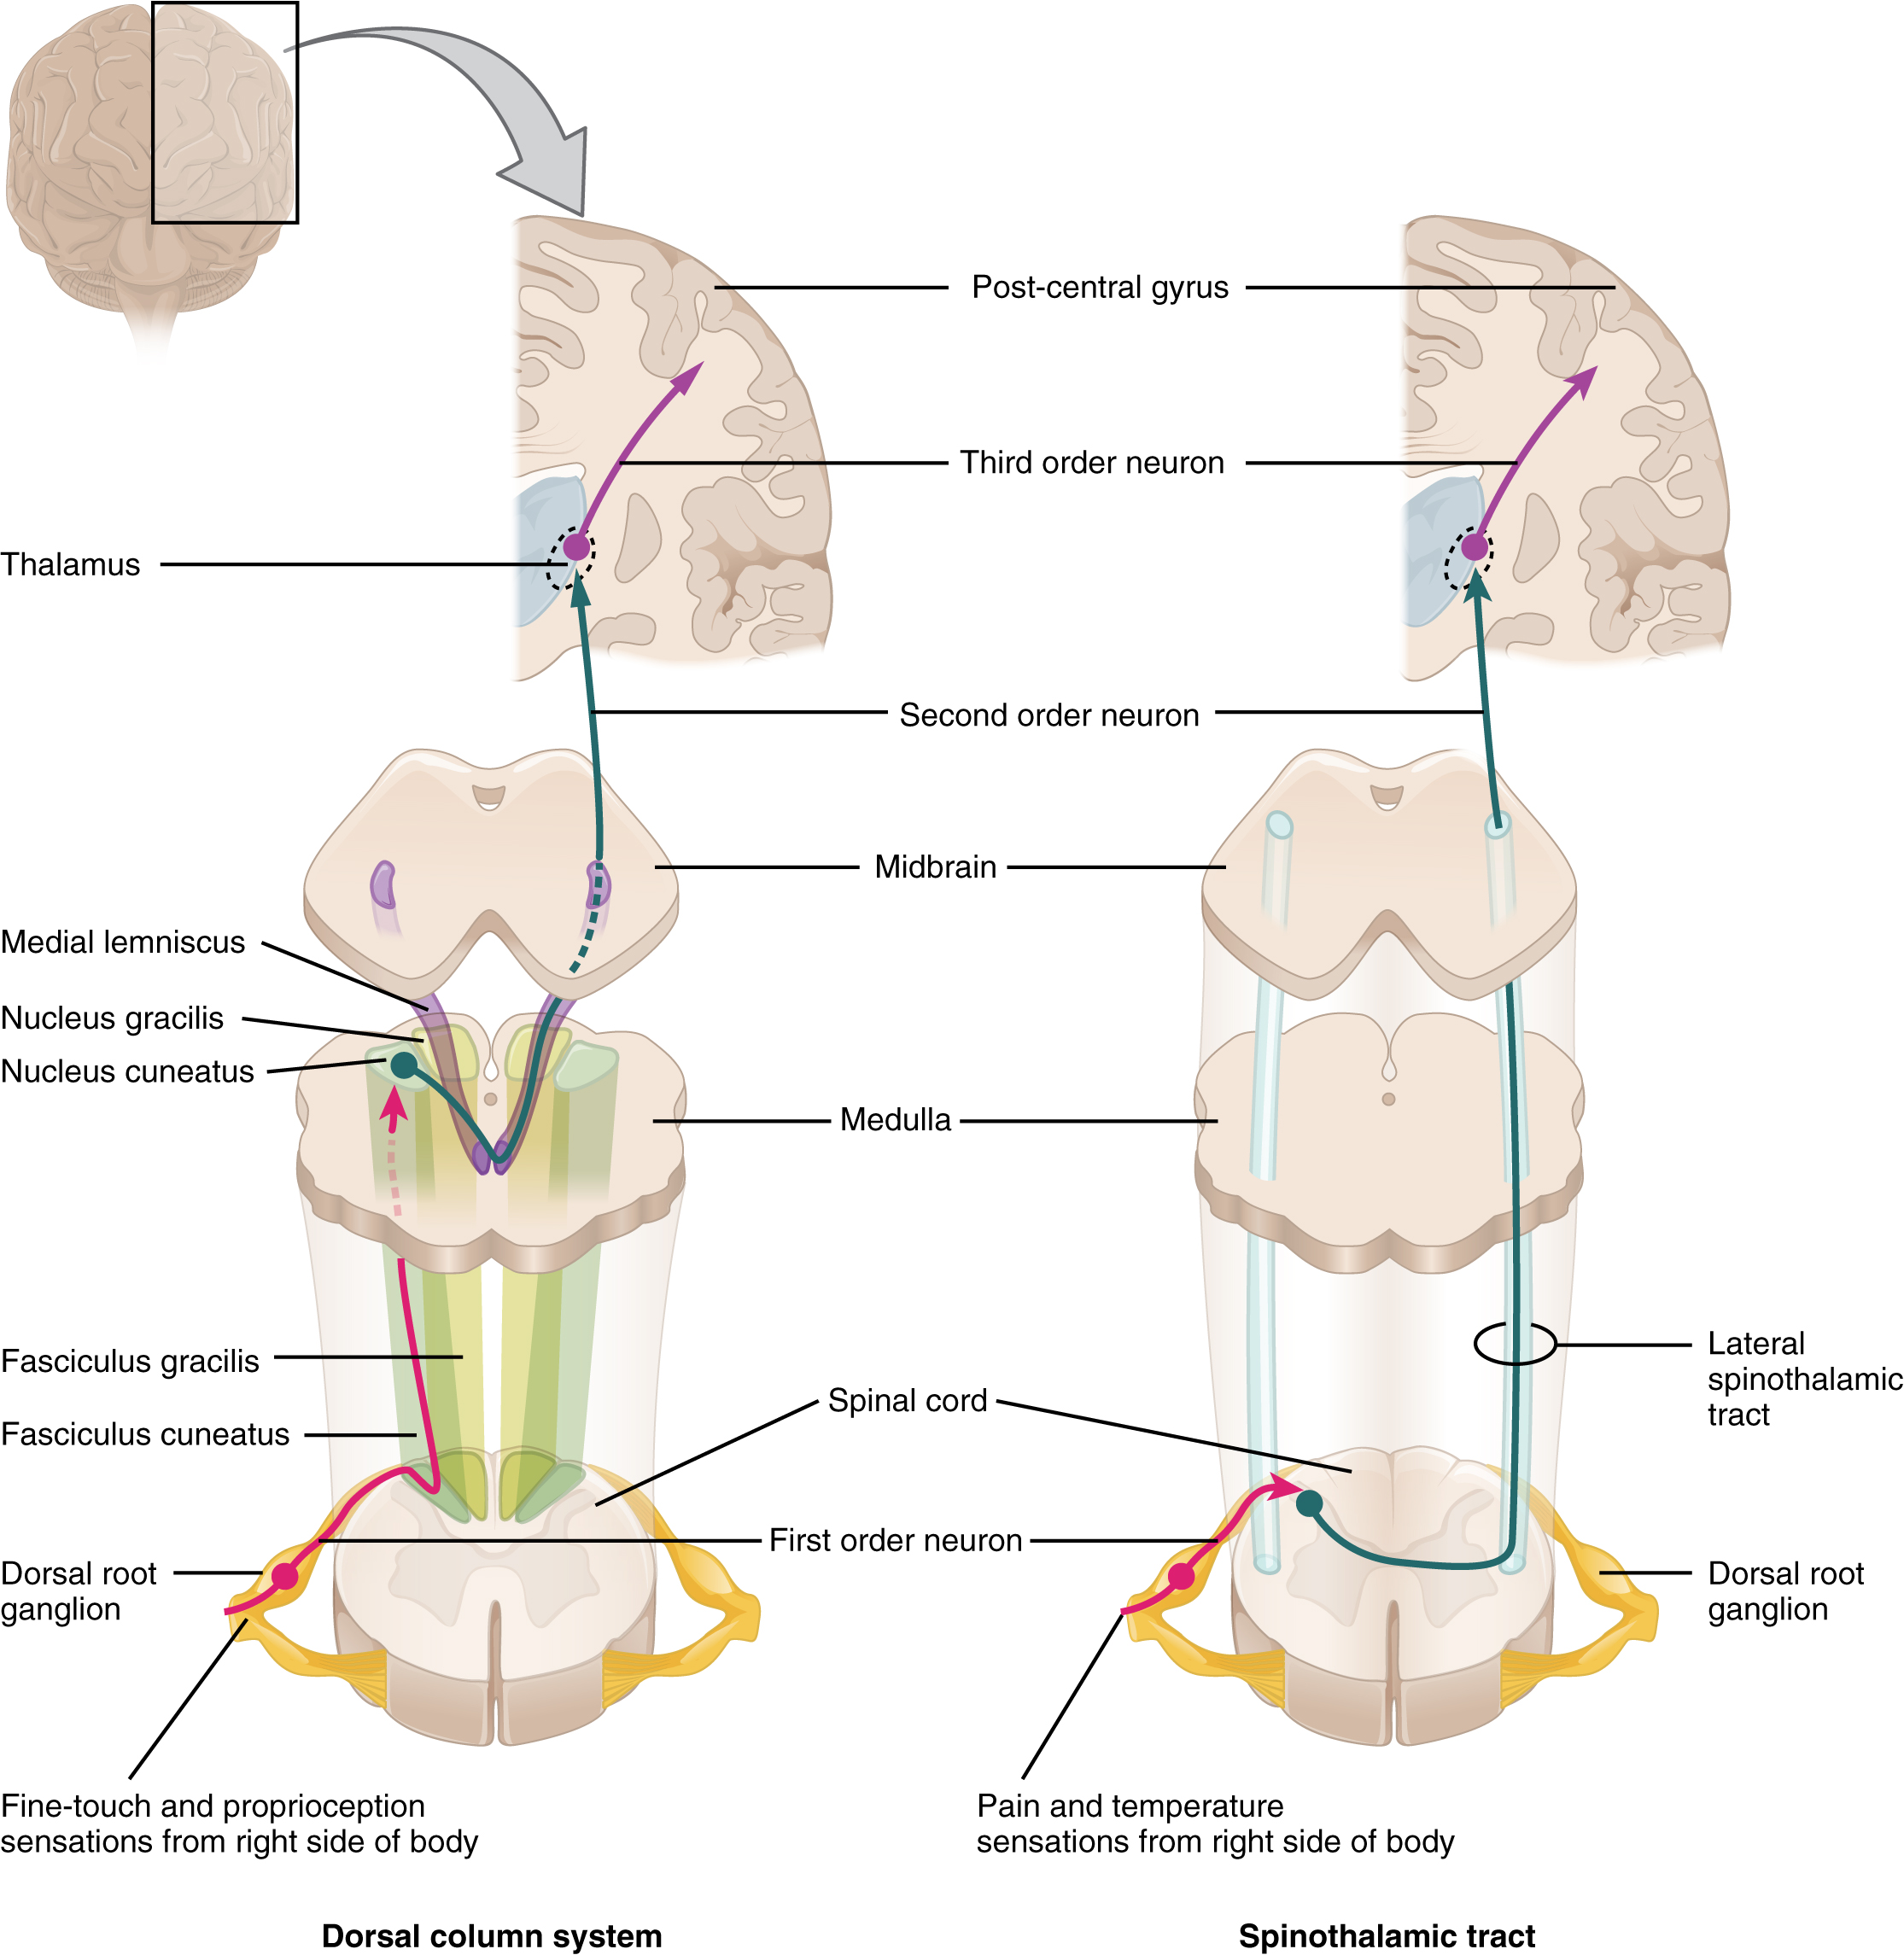 Post-central gyrus
Third order neuron
Thalamus
Second order neuron
Midbrain
Medial lemniscus
Nucleus gracilis
Nucleus cuneatus
Medulla
Fasciculus gracilis
Lateral
spinothalamic
tract
Spinal cord
Fasciculus cuneatus
First order neuron
Dorsal root
ganglion
Dorsal root
ganglion
Fine-touch and proprioception
sensations from right side of body
Pain and temperature
sensations from right side of body
Dorsal column system
Spinothalamic tract